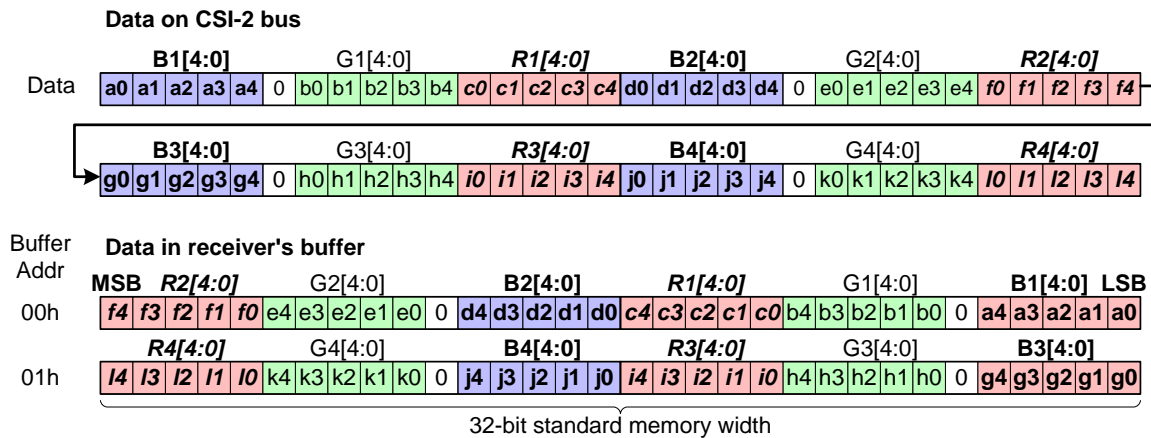 Data on CSI-2 bus
B1[4:0] G1[4:0] R1[4:0] B2[4:0] G2[4:0] R2[4:0]
Data a0 a1 a2 a3 a4 0 b0 b1 b2 b3 b4 c0 c1 c2 c3 c4 d0 d1 d2 d3 d4 0 e0 e1 e2 e3 e4 f0 f1 f2 f3 f4
B3[4:0] G3[4:0] R3[4:0] B4[4:0] G4[4:0] R4[4:0]
g0 g1 g2 g3 g4 0 h0 h1 h2 h3 h4 i0 i1 i2 i3 i4 j0 j1 j2 j3 j4 0 k0 k1 k2 k3 k4 l0 l1 l2 l3 l4
Buffer Addr
Data in receiver's buffer
MSB R2[4:0] G2[4:0] B2[4:0] R1[4:0] G1[4:0] B1[4:0] LSB
00h f4 f3 f2 f1 f0 e4 e3 e2 e1 e0 0 d4 d3 d2 d1 d0 c4 c3 c2 c1 c0 b4 b3 b2 b1 b0 0 a4 a3 a2 a1 a0
R4[4:0] G4[4:0] B4[4:0] R3[4:0] G3[4:0] B3[4:0]
01h l4 l3 l2 l1 l0 k4 k3 k2 k1 k0 0 j4 j3 j2 j1 j0 i4 i3 i2 i1 i0 h4 h3 h2 h1 h0 0 g4 g3 g2 g1 g0
32-bit standard memory width